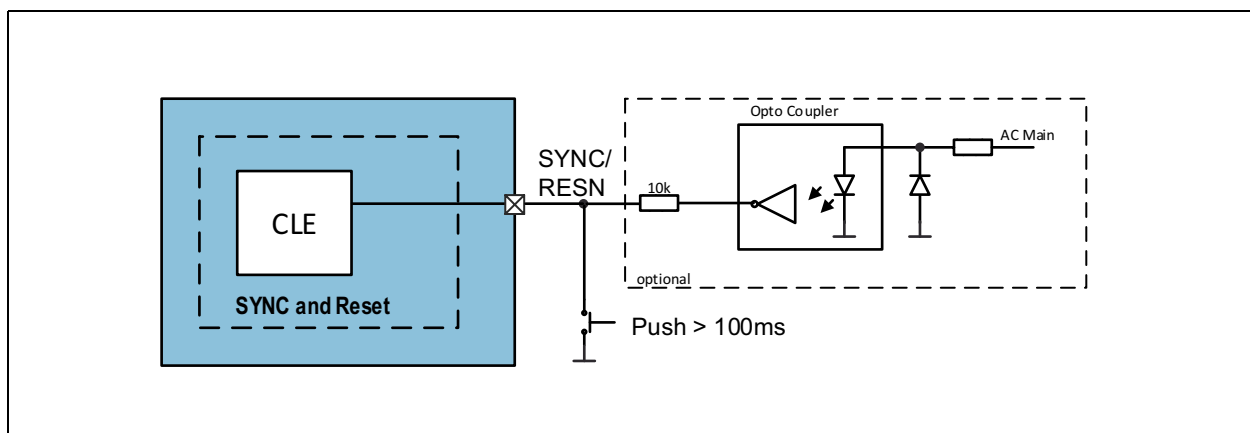 Opto Coupler
AC Main
SYNC/
RESN
10k
CLE
optional
SYNC and Reset
Push > 100ms